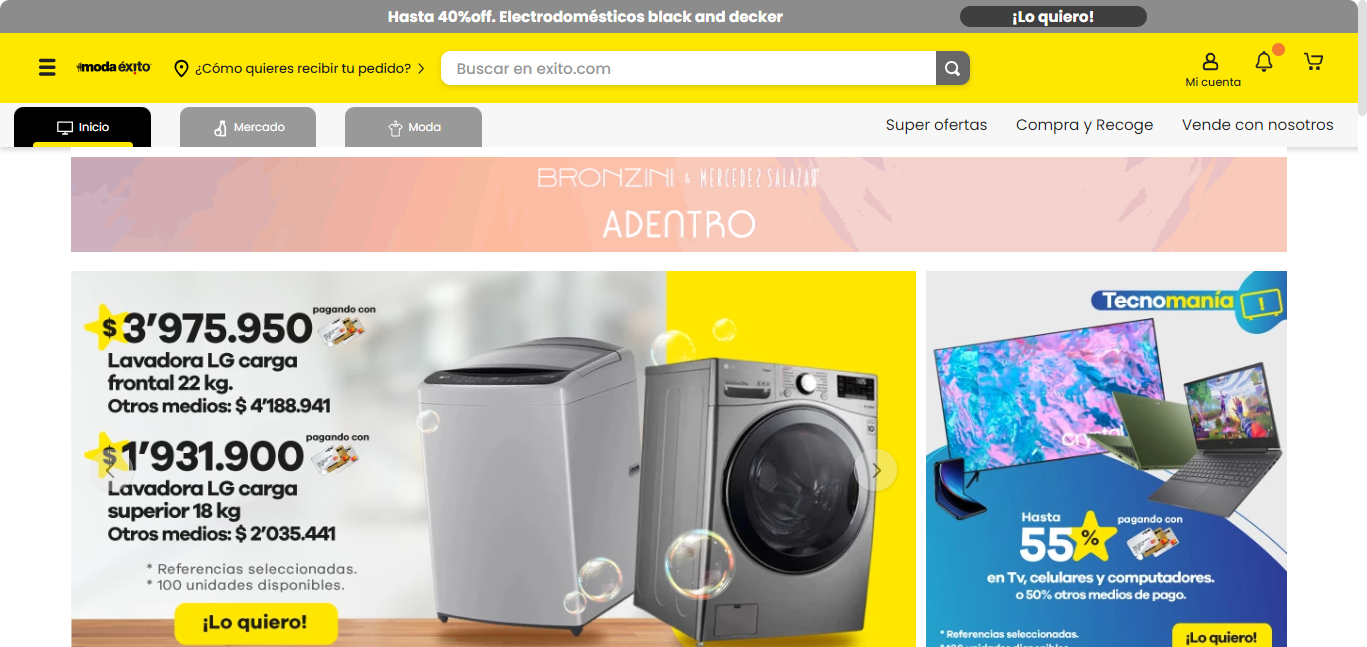 Hasta 40%off. Electrodomésticos black and decker
¡Lo quiero!
#moda éxito
¿Cómo quieres recibir tu pedido?
Buscar en exito.com
Mi cuenta
Inicio
Mercado
Moda
Super ofertas
Compra y Recoge
Vende con nosotros
BRONZINI & MERCEDES SALAZAR
ADENTRO
$ 3'975.950
pagando con
Lavadora LG carga
frontal 22 kg.
Otros medios: $ 4'188.941
$ 1'931.900
pagando con
Lavadora LG carga
superior 18 kg
Otros medios: $ 2'035.441
* Referencias seleccionadas.
* 100 unidades disponibles.
¡Lo quiero!
Tecnomanía
Crystal
Hasta
55%
pagando con
en Tv, celulares y computadores.
o 50% otros medios de pago.
* Referencias seleccionadas.
¡Lo quiero!